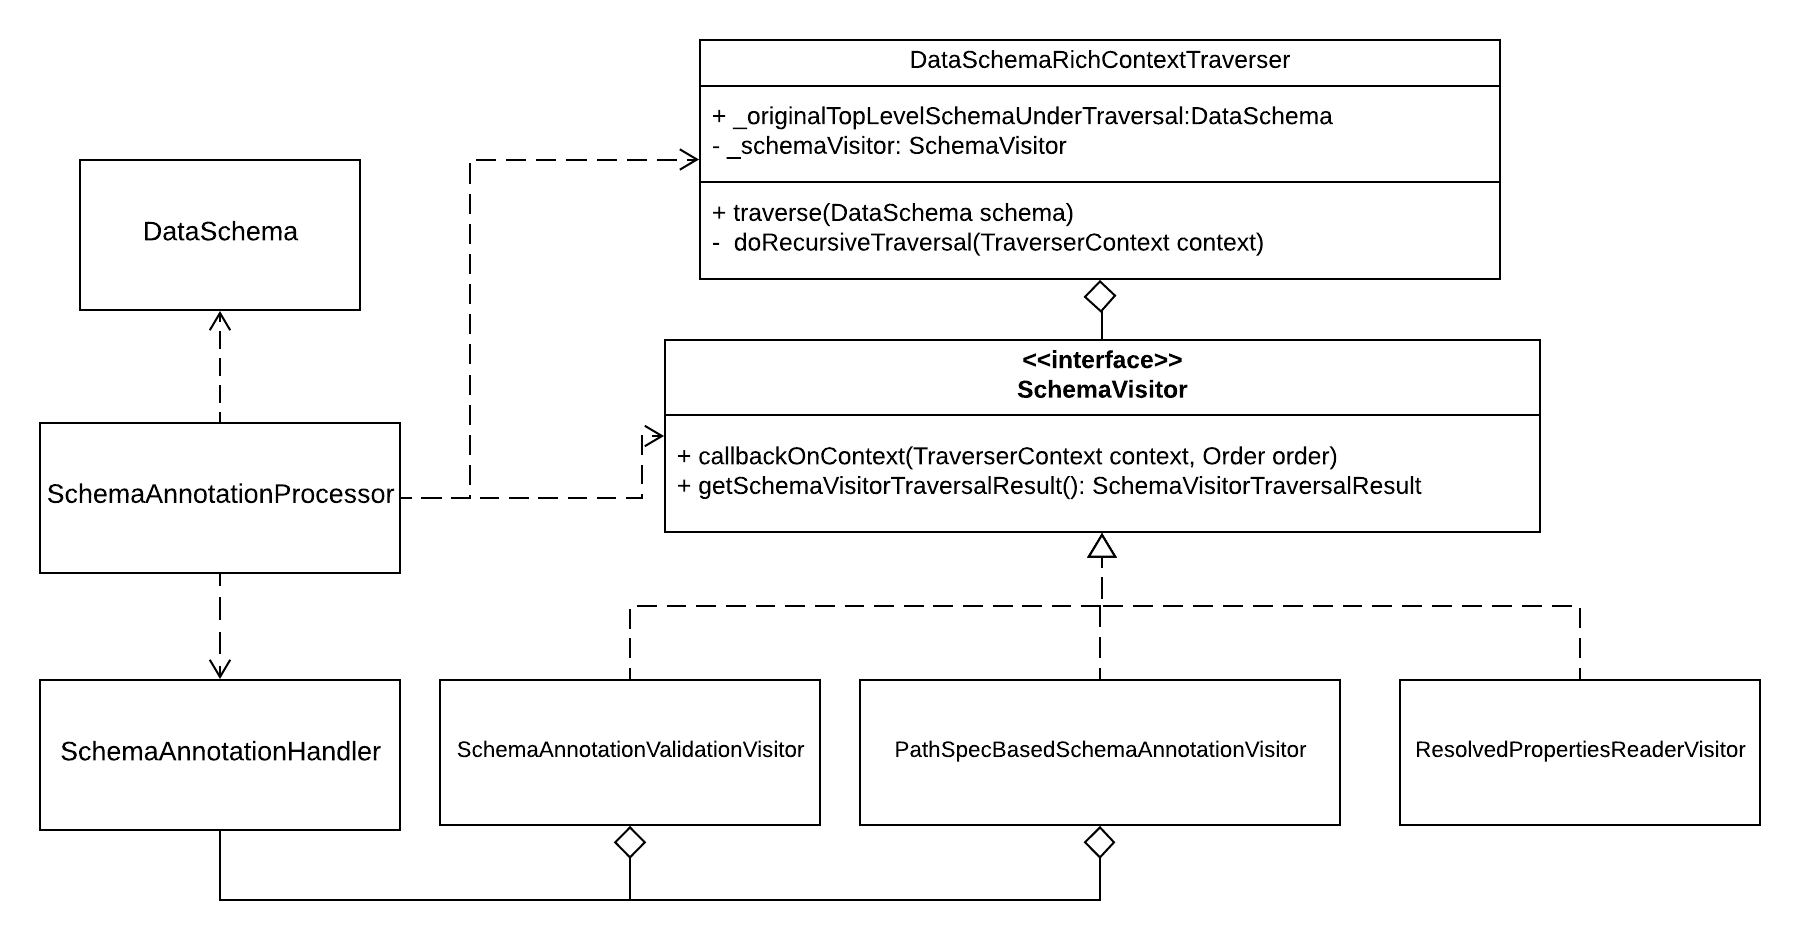 DataSchemaRichContextTraverser
+ _originalTopLevelSchemaUnderTraversal:DataSchema
- _schemaVisitor: SchemaVisitor
+ traverse(DataSchema schema)
- doRecursiveTraversal(TraverserContext context)
DataSchema
<<interface>>
SchemaVisitor
+ callbackOnContext(TraverserContext context, Order order)
+ getSchemaVisitorTraversalResult(): SchemaVisitorTraversalResult
SchemaAnnotationProcessor
SchemaAnnotationHandler
SchemaAnnotationValidationVisitor
PathSpecBasedSchemaAnnotationVisitor
ResolvedPropertiesReaderVisitor